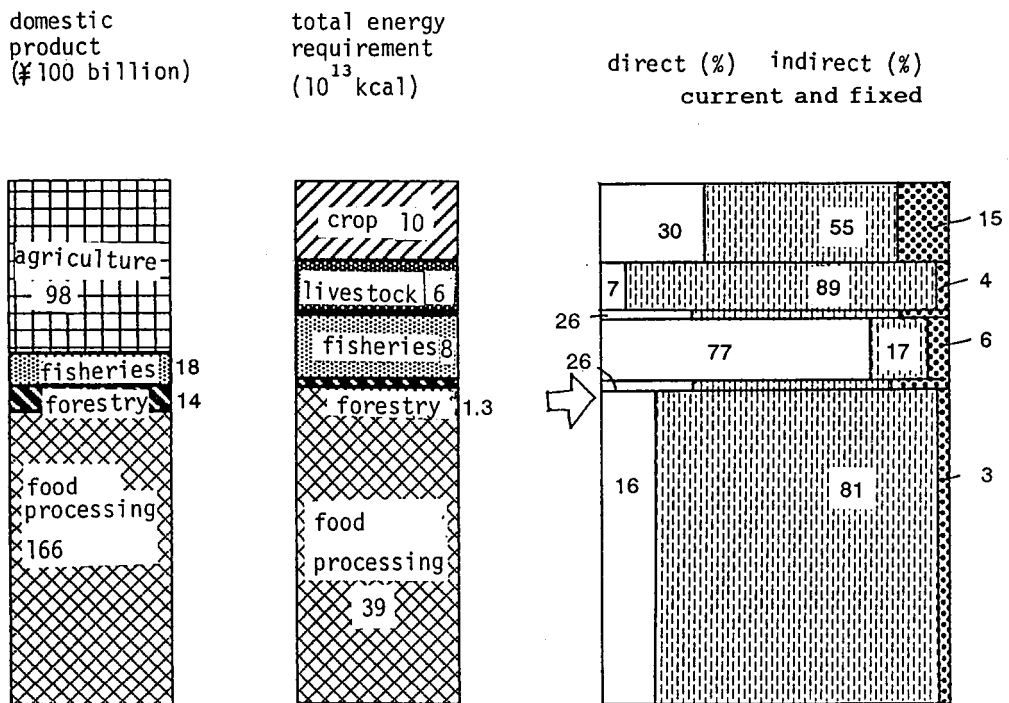 domestic
product
(¥100 billion)
total energy
requirement
(10¹³ kcal)
direct (%) indirect (%)
current and fixed
agriculture
98
fisheries 18
forestry 14
food
processing
166
crop 10
livestock 6
fisheries 8
forestry 1.3
food
processing
39
30 55 15
7 89 4
26
77 17 6
26
16 81 3